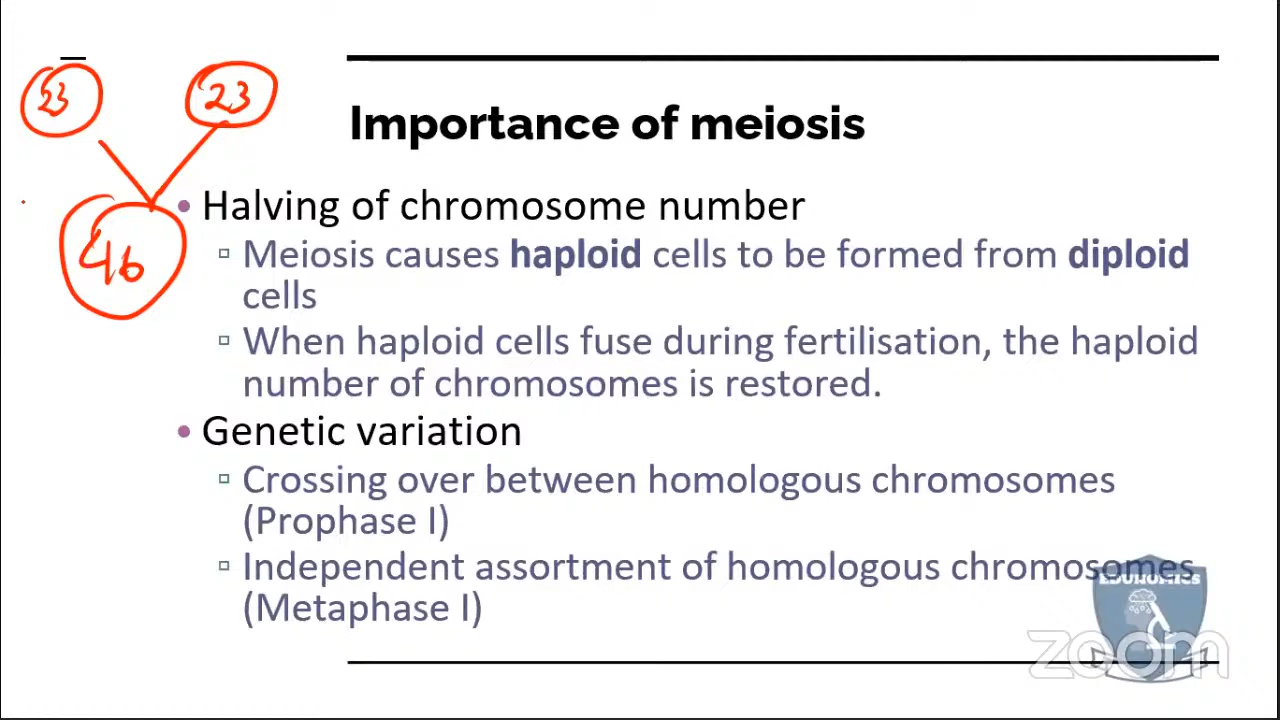 23
23
46
Importance of meiosis
• Halving of chromosome number
▫ Meiosis causes haploid cells to be formed from diploid
cells
▫ When haploid cells fuse during fertilisation, the haploid
number of chromosomes is restored.
• Genetic variation
▫ Crossing over between homologous chromosomes
(Prophase I)
▫ Independent assortment of homologous chromosomes
(Metaphase I)
EDUNOMICS
zoom